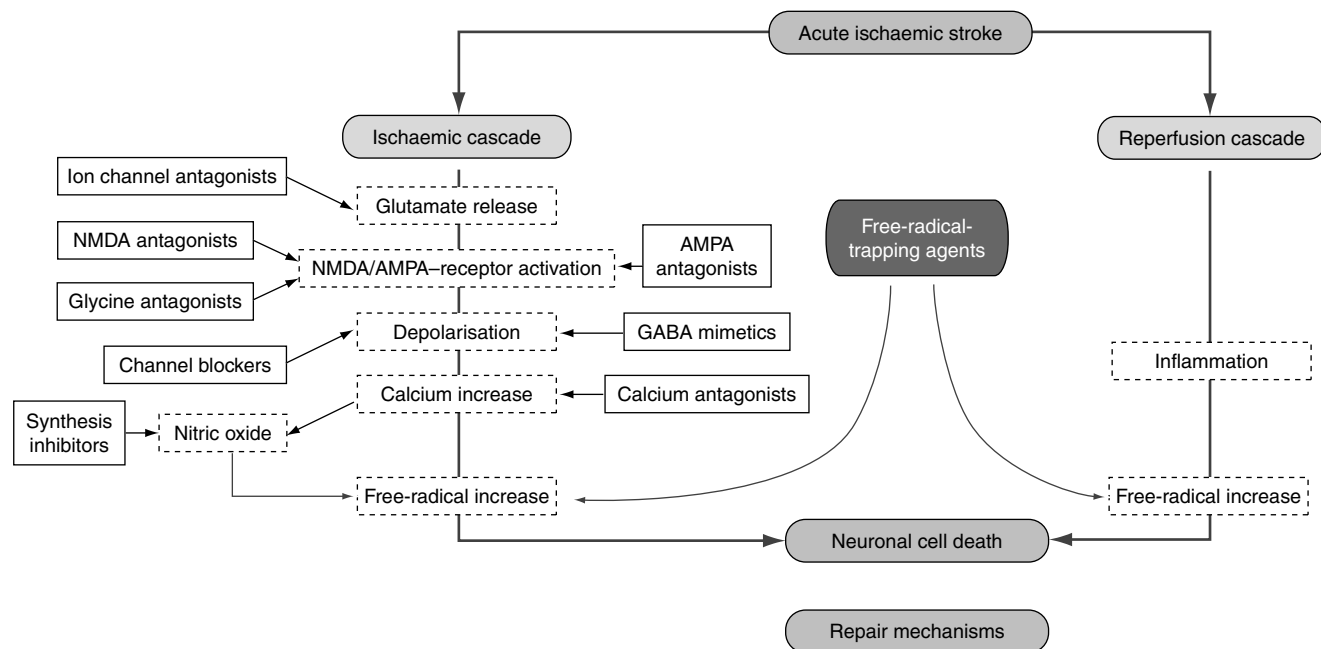 Acute ischaemic stroke
Ischaemic cascade
Reperfusion cascade
Ion channel antagonists
Glutamate release
NMDA antagonists
NMDA/AMPA–receptor activation
AMPA
antagonists
Free-radical-
trapping agents
Glycine antagonists
Depolarisation
GABA mimetics
Channel blockers
Inflammation
Calcium increase
Calcium antagonists
Synthesis
inhibitors
Nitric oxide
Free-radical increase
Free-radical increase
Neuronal cell death
Repair mechanisms